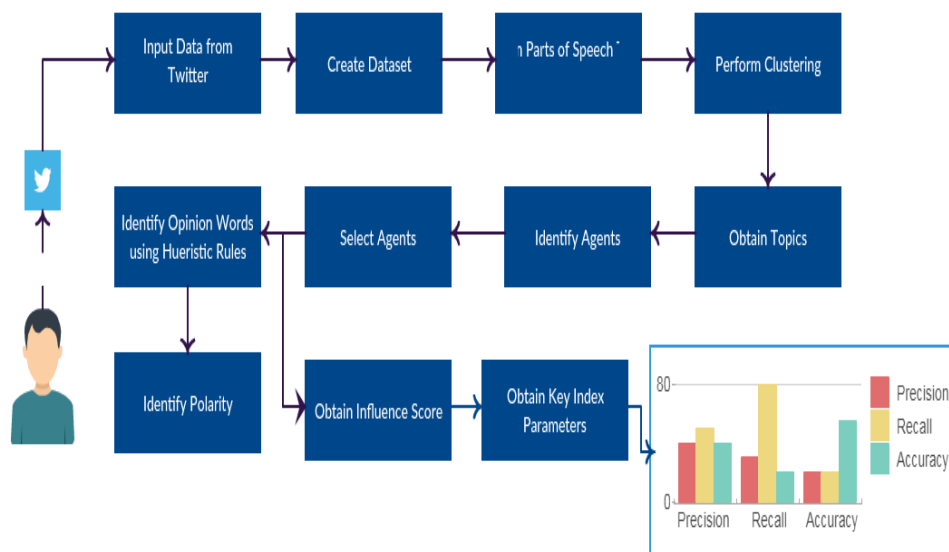 Input Data from
Twitter
Create Dataset
Parts of Speech
Perform Clustering
Identify Opinion Words
using Hueristic Rules
Select Agents
Identify Agents
Obtain Topics
Identify Polarity
Obtain Influence Score
Obtain Key Index
Parameters
80
0
Precision
Recall
Accuracy
Precision
Recall
Accuracy